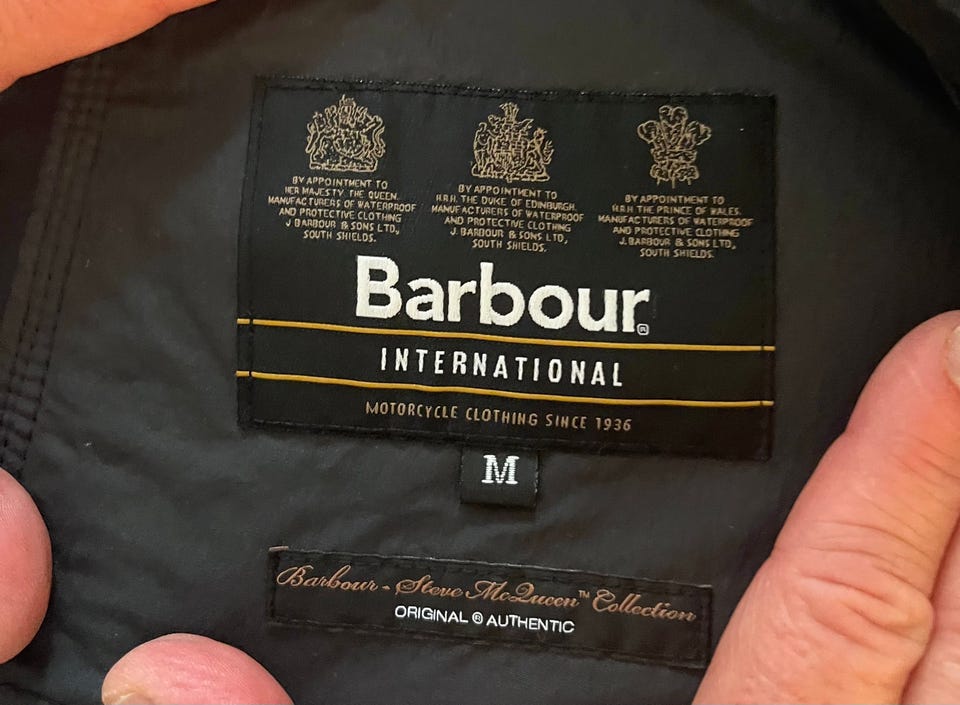 BY APPOINTMENT TO
HER MAJESTY THE QUEEN.
MANUFACTURERS OF WATERPROOF
AND PROTECTIVE CLOTHING
J. BARBOUR & SONS LTD,
SOUTH SHIELDS.
BY APPOINTMENT TO
H.R.H. THE DUKE OF EDINBURGH.
MANUFACTURERS OF WATERPROOF
AND PROTECTIVE CLOTHING
J. BARBOUR & SONS LTD,
SOUTH SHIELDS.
BY APPOINTMENT TO
H.R.H THE PRINCE OF WALES.
MANUFACTURERS OF WATERPROOF
AND PROTECTIVE CLOTHING
J. BARBOUR & SONS LTD,
SOUTH SHIELDS.
Barbour®
INTERNATIONAL
MOTORCYCLE CLOTHING SINCE 1936
M
Barbour - Steve McQueen™ Collection
ORIGINAL ® AUTHENTIC